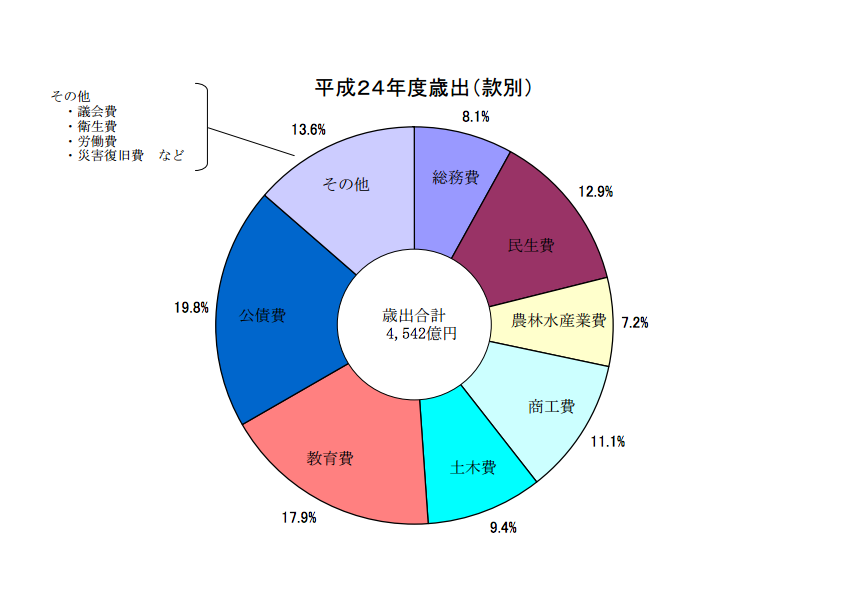 平成２４年度歳出（款別）
その他
・議会費
・衛生費
・労働費
・災害復旧費　など
8.1%
総務費
12.9%
民生費
7.2%
農林水産業費
11.1%
商工費
9.4%
土木費
17.9%
教育費
19.8%
公債費
13.6%
その他
歳出合計
4,542億円